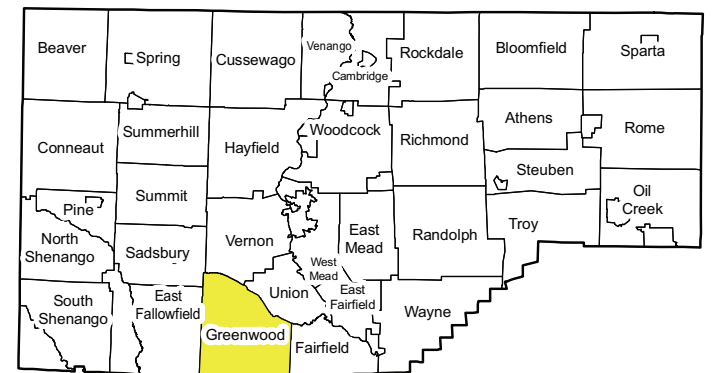 Beaver
Spring
Cussewago
Venango
Cambridge
Rockdale
Bloomfield
Sparta
Conneaut
Summerhill
Hayfield
Woodcock
Richmond
Athens
Rome
Steuben
Pine
Summit
Oil
Creek
North
Shenango
Sadsbury
Vernon
East
Mead
Randolph
Troy
West
Mead
South
Shenango
East
Fallowfield
Union
East
Fairfield
Wayne
Greenwood
Fairfield